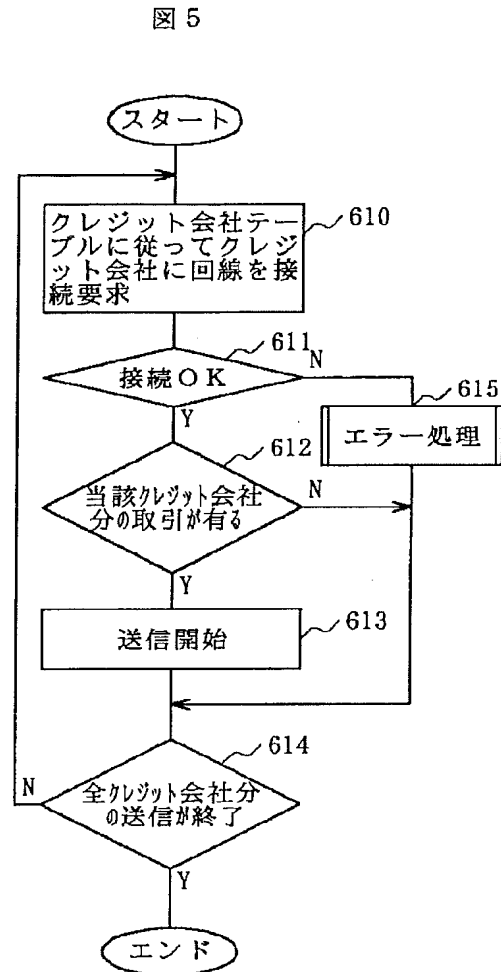 図5
スタート
クレジット会社テー
ブルに従ってクレジ
ット会社に回線を接
続要求
610
611
接続OK
N
615
Y
エラー処理
612
当該クレジット会社
分の取引が有る
N
Y
送信開始
613
614
N
全クレジット会社分
の送信が終了
Y
エンド